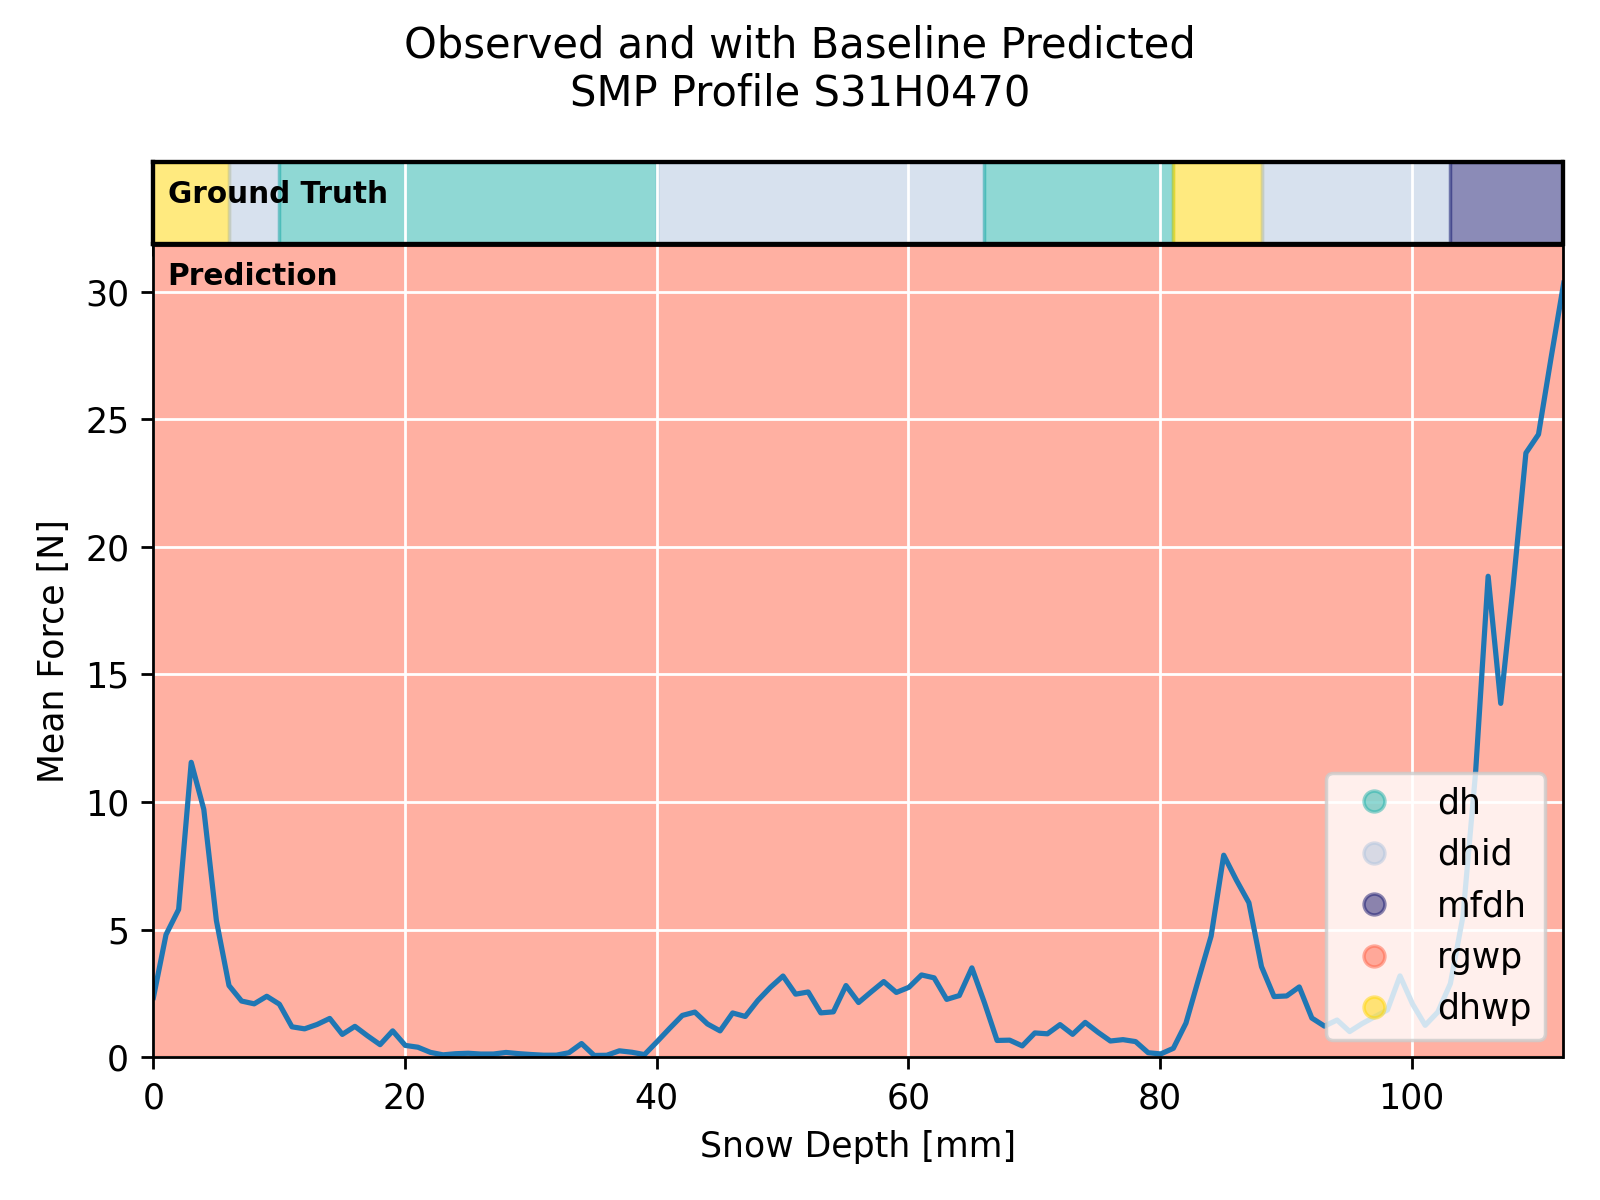 Observed and with Baseline Predicted
SMP Profile S31H0470
Ground Truth
Prediction
30
25
20
15
10
5
0
Mean Force [N]
dh
dhid
mfdh
rgwp
dhwp
0 20 40 60 80 100
Snow Depth [mm]